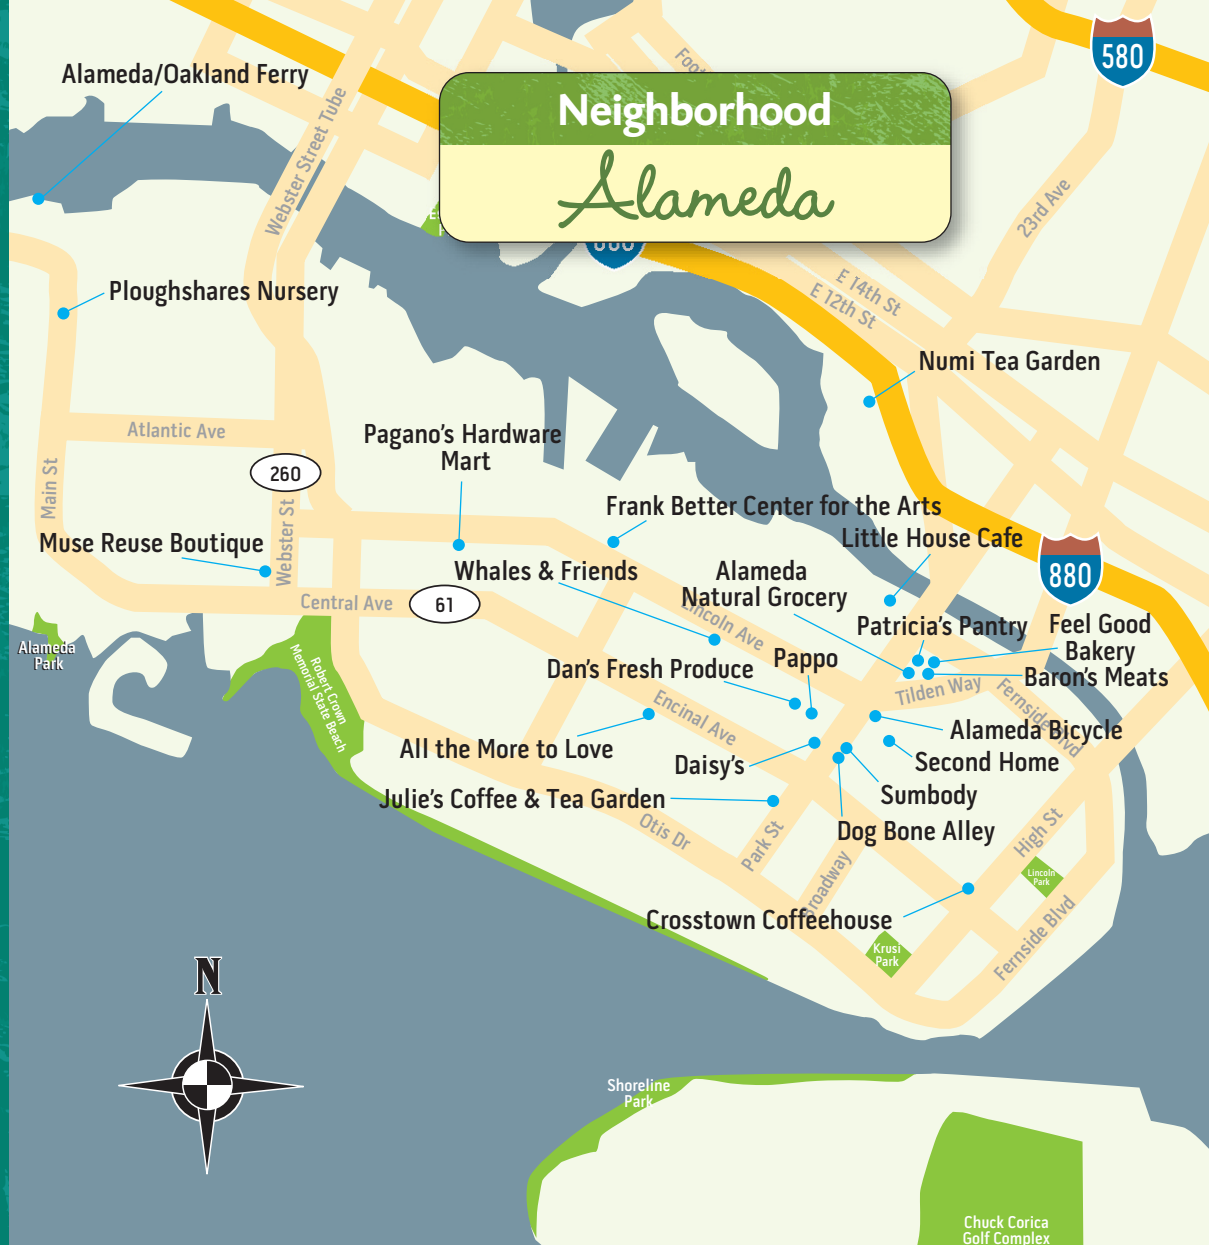 580
Alameda/Oakland Ferry
Neighborhood
Alameda
Webster Street Tube
23rd Ave
E 14th St
E 12th St
Ploughshares Nursery
Numi Tea Garden
Atlantic Ave
Pagano's Hardware
Mart
260
Main St
Webster St
Frank Better Center for the Arts
Little House Cafe
Muse Reuse Boutique
Whales & Friends
Alameda
Natural Grocery
880
Central Ave
61
Lincoln Ave
Patricia's Pantry
Feel Good
Bakery
Alameda
Park
Robert Crown
Memorial State Beach
Dan's Fresh Produce
Pappo
Baron's Meats
Tilden Way
Fernside Blvd
Encinal Ave
Alameda Bicycle
All the More to Love
Daisy's
Second Home
Julie's Coffee & Tea Garden
Sumbody
Otis Dr
Park St
Dog Bone Alley
High St
Broadway
Lincoln
Park
Crosstown Coffeehouse
Fernside Blvd
Krusi
Park
N
Shoreline
Park
Chuck Corica
Golf Complex